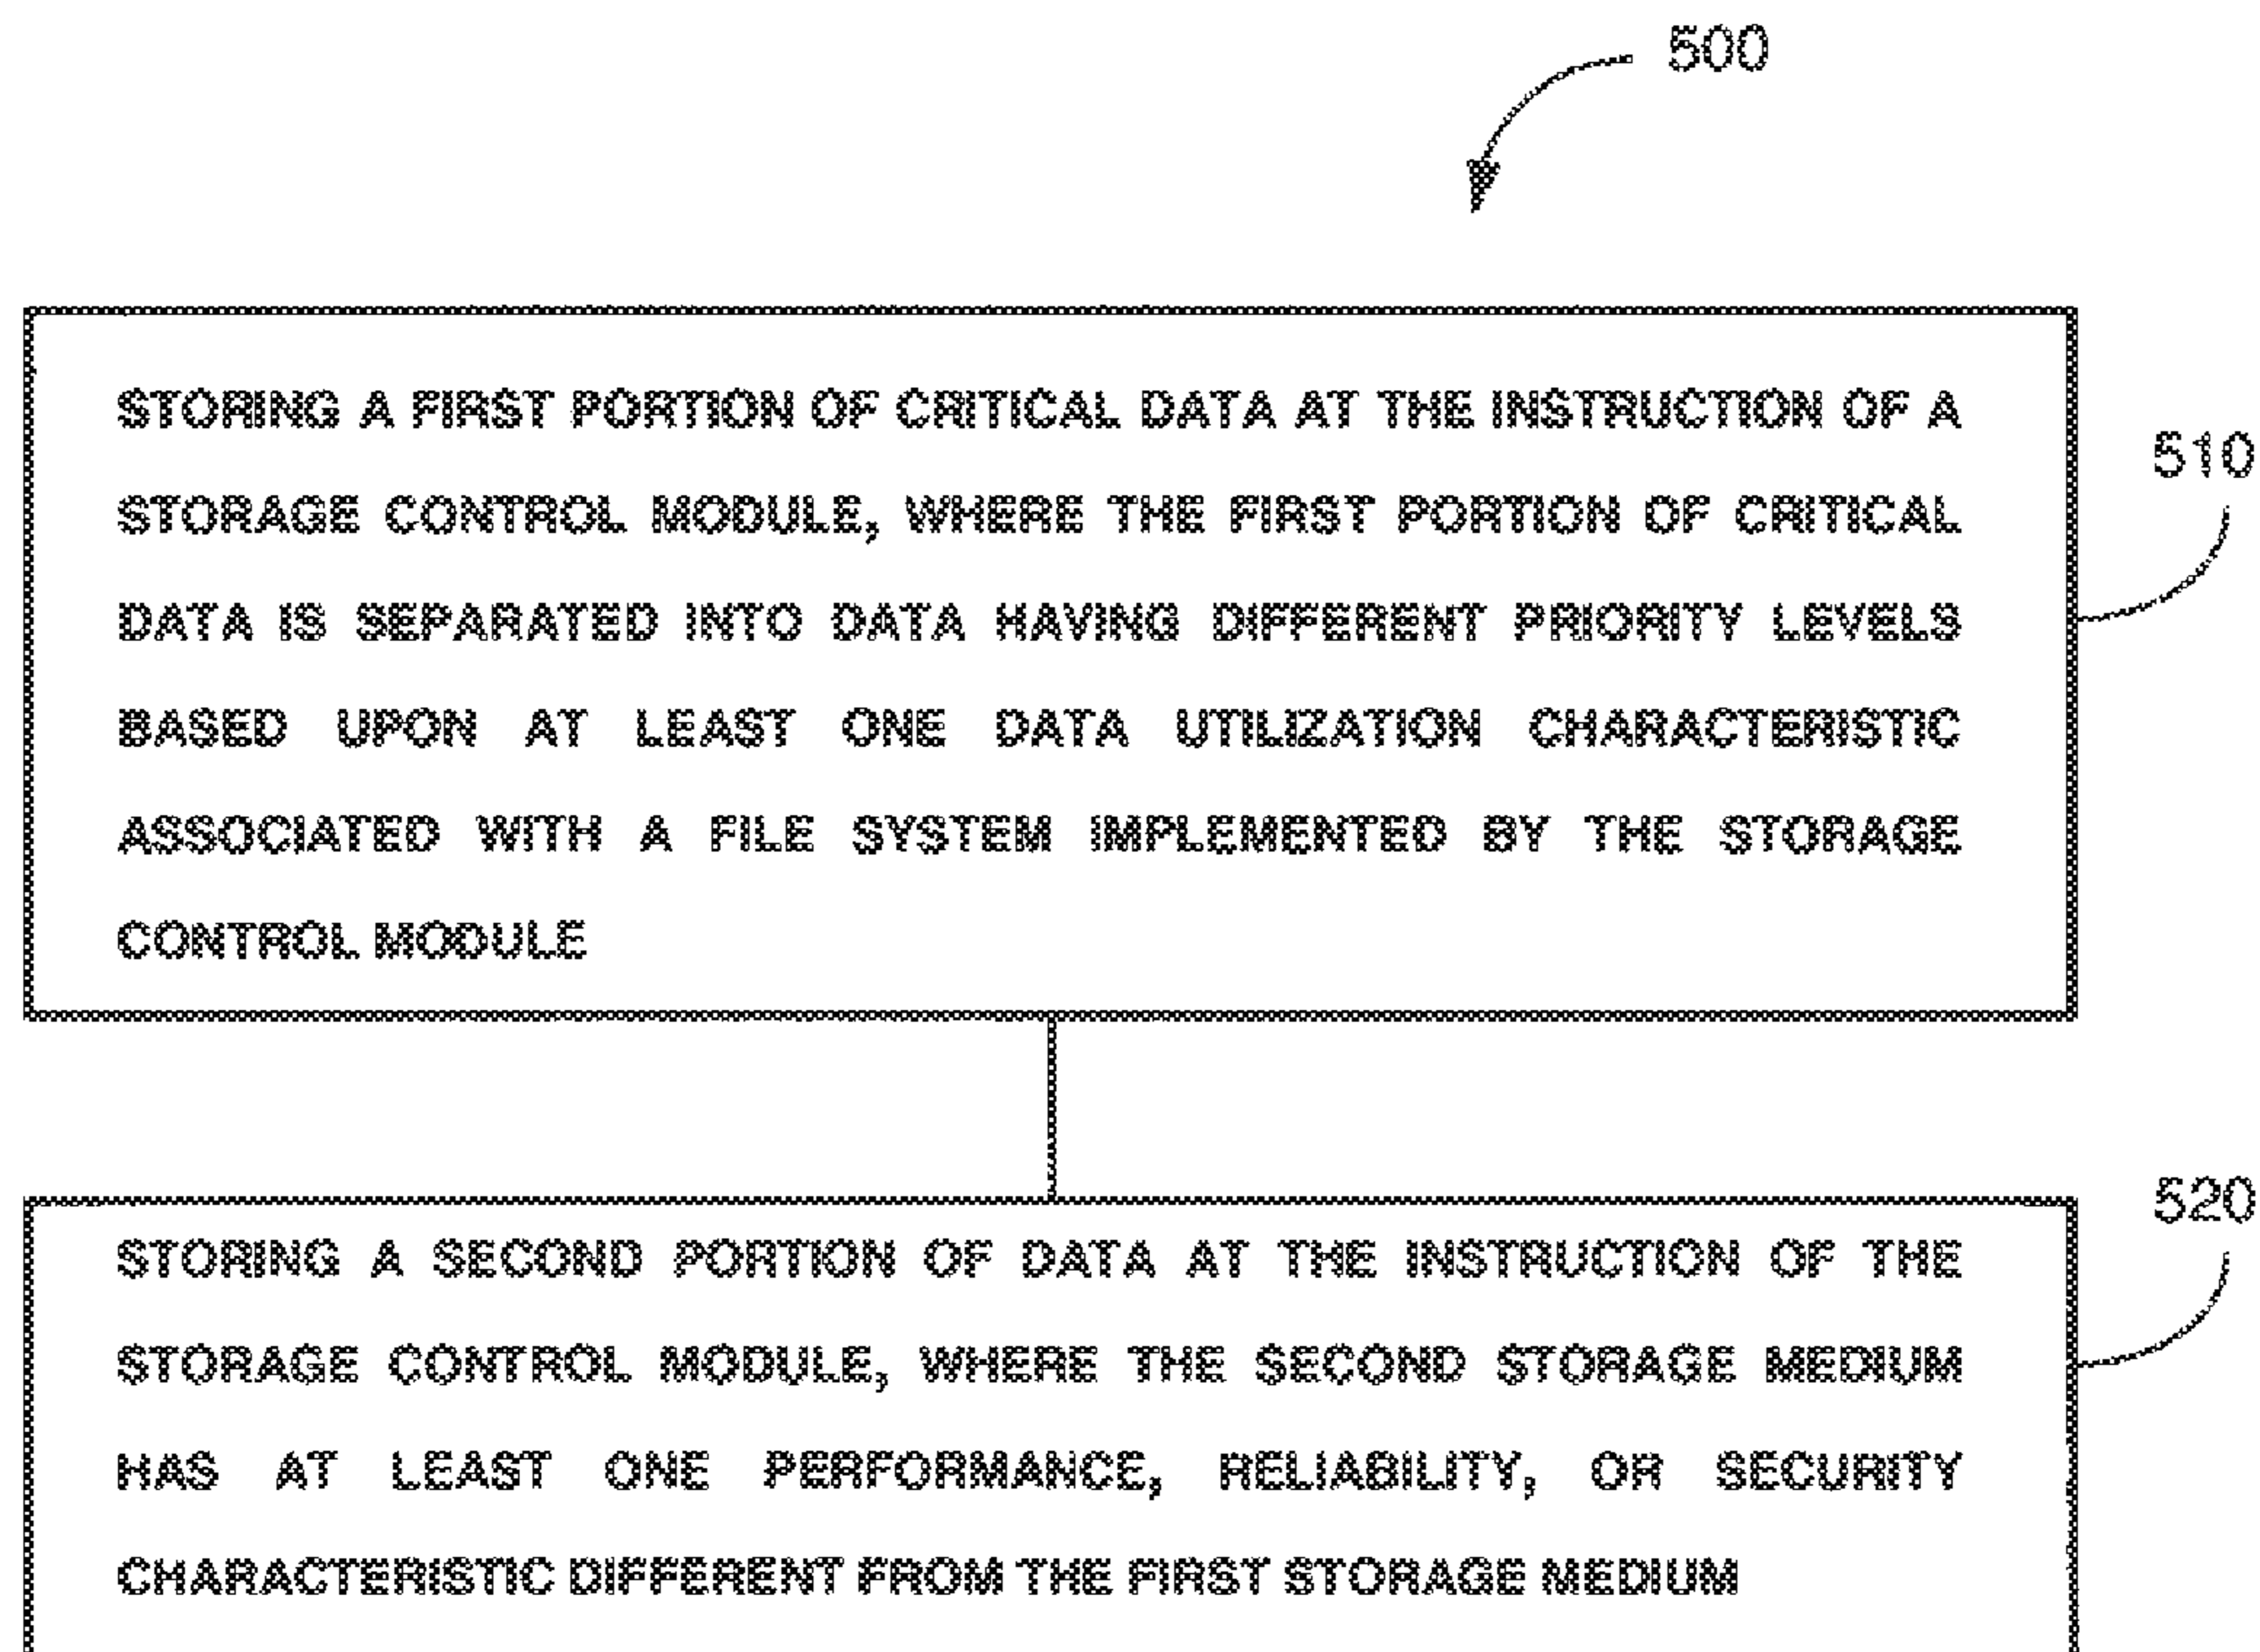 500
STORING A FIRST PORTION OF CRITICAL DATA AT THE INSTRUCTION OF A
STORAGE CONTROL MODULE, WHERE THE FIRST PORTION OF CRITICAL
DATA IS SEPARATED INTO DATA HAVING DIFFERENT PRIORITY LEVELS
BASED UPON AT LEAST ONE DATA UTILIZATION CHARACTERISTIC
ASSOCIATED WITH A FILE SYSTEM IMPLEMENTED BY THE STORAGE
CONTROL MODULE
510
STORING A SECOND PORTION OF DATA AT THE INSTRUCTION OF THE
STORAGE CONTROL MODULE, WHERE THE SECOND STORAGE MEDIUM
HAS AT LEAST ONE PERFORMANCE, RELIABILITY, OR SECURITY
CHARACTERISTIC DIFFERENT FROM THE FIRST STORAGE MEDIUM
520